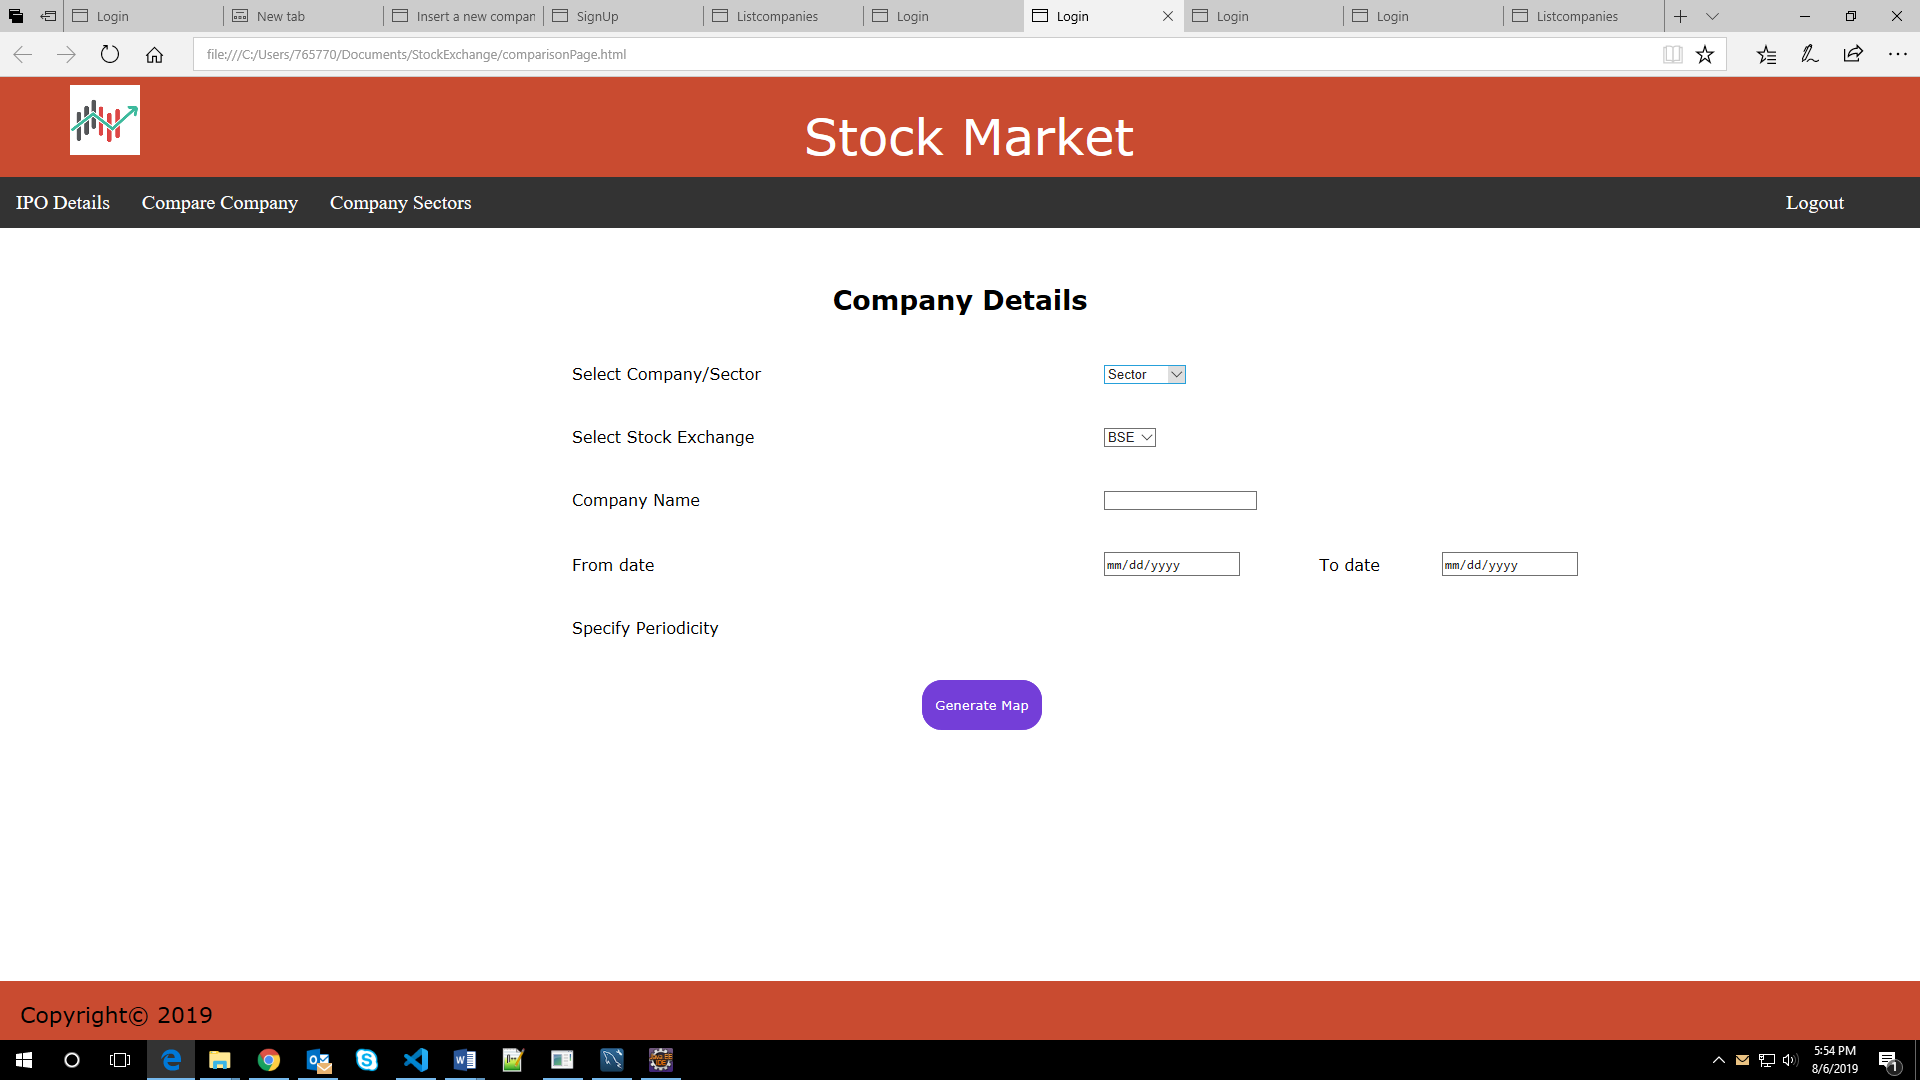 Login New tab Insert a new compan SignUp Listcompanies Login Login Login Login Listcompanies
file:///C:/Users/765770/Documents/StockExchange/comparisonPage.html
Stock Market
IPO Details Compare Company Company Sectors Logout
Company Details
Select Company/Sector Sector
Select Stock Exchange BSE
Company Name
From date mm/dd/yyyy To date mm/dd/yyyy
Specify Periodicity
Generate Map
Copyright© 2019
5:54 PM
8/6/2019
1